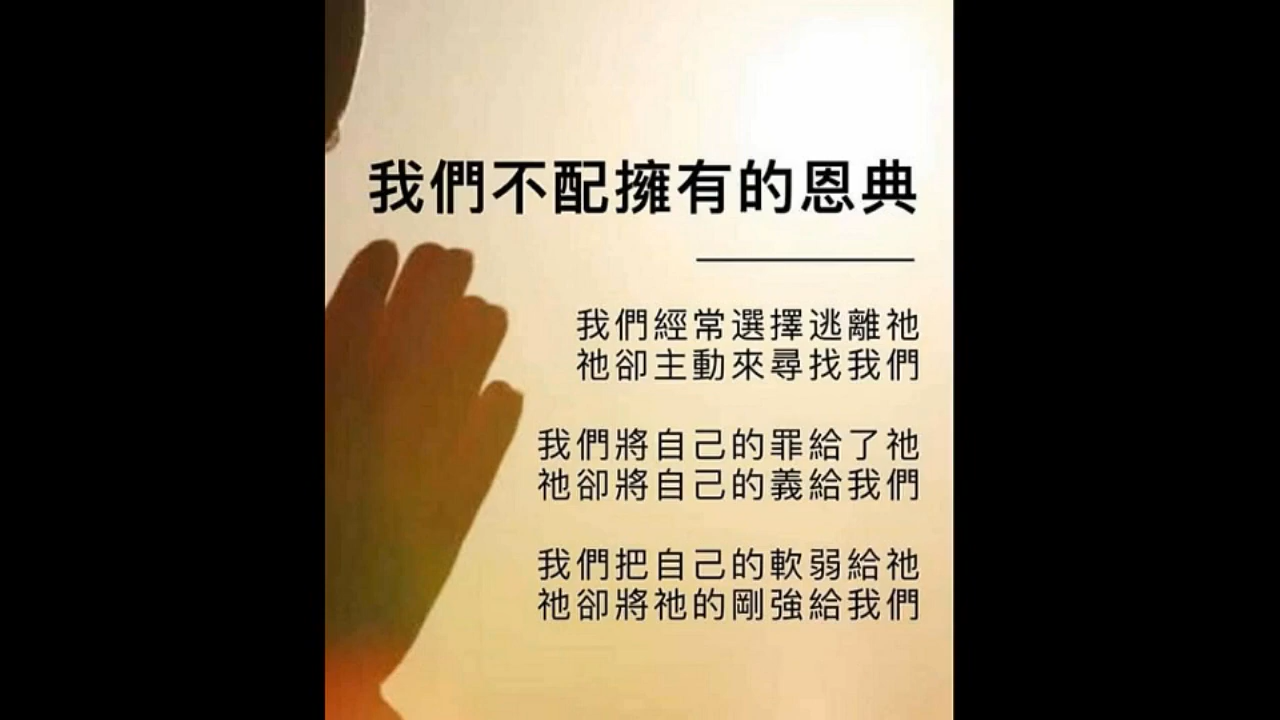 我們不配擁有的恩典
我們經常選擇逃離祂
祂卻主動來尋找我們
我們將自己的罪給了祂
祂卻將自己的義給我們
我們把自己的軟弱給祂
祂卻將祂的剛強給我們